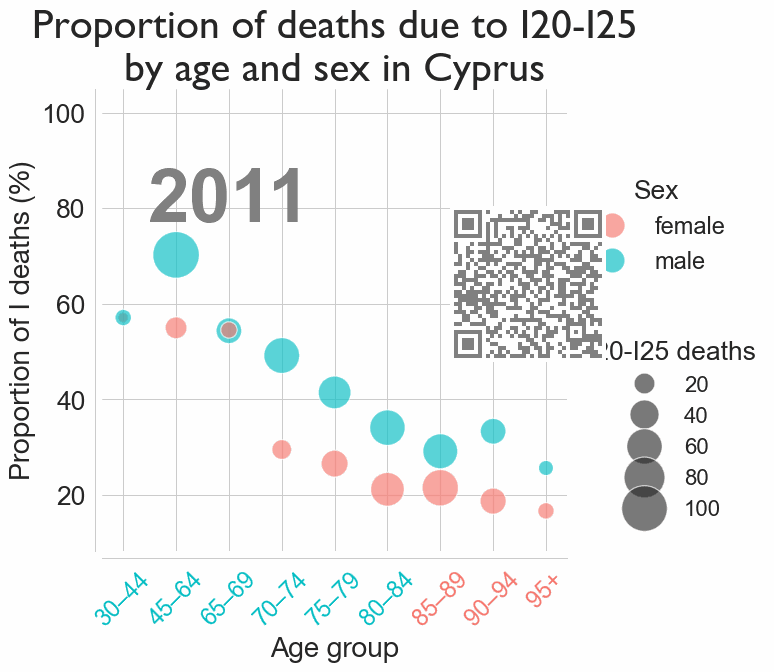 Proportion of deaths due to I20-I25
by age and sex in Cyprus
2011
Proportion of I deaths (%)
100
80
60
40
20
30–44
45–64
65–69
70–74
75–79
80–84
85–89
90–94
95+
Age group
Sex
female
male
20-I25 deaths
20
40
60
80
100